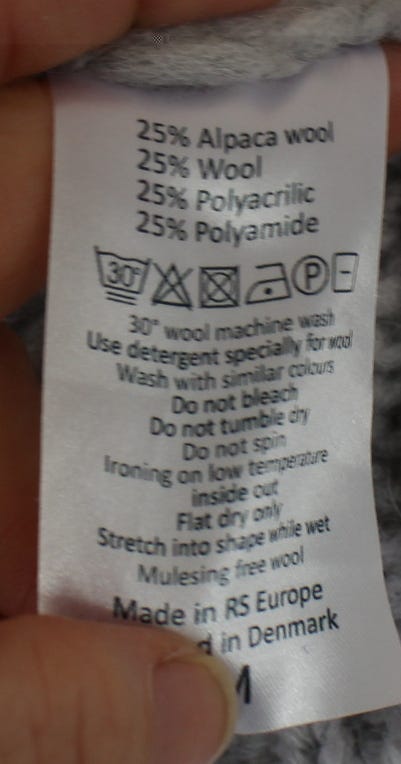 25% Alpaca wool
25% Wool
25% Polyacrilic
25% Polyamide
30° P
30° wool machine wash
Use detergent specially for wool
Wash with similar colours
Do not bleach
Do not tumble dry
Do not spin
Ironing on low temperature
inside out
Flat dry only
Stretch into shape while wet
Mulesing free wool
Made in RS Europe
in Denmark